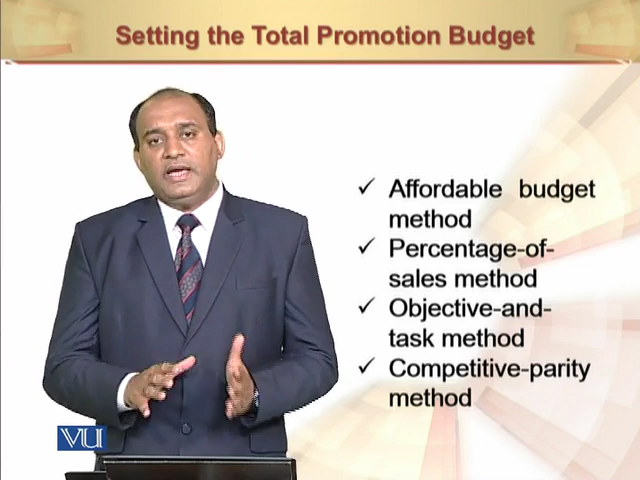 Setting the Total Promotion Budget
Affordable budget
method
Percentage-of-
sales method
Objective-and-
task method
Competitive-parity
method
VU